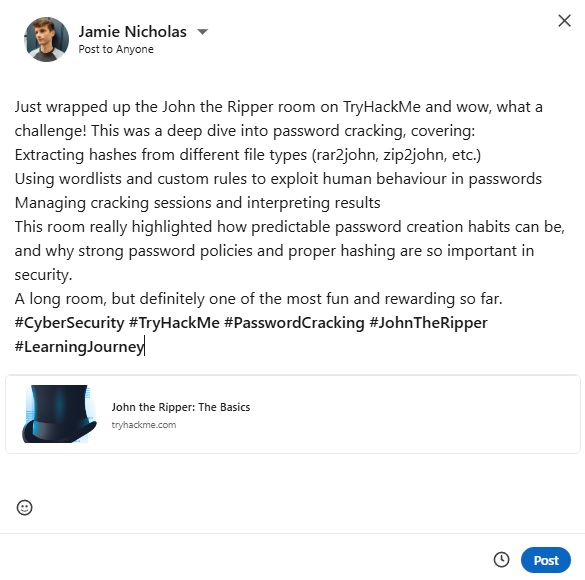 Jamie Nicholas
Post to Anyone
Just wrapped up the John the Ripper room on TryHackMe and wow, what a
challenge! This was a deep dive into password cracking, covering:
Extracting hashes from different file types (rar2john, zip2john, etc.)
Using wordlists and custom rules to exploit human behaviour in passwords
Managing cracking sessions and interpreting results
This room really highlighted how predictable password creation habits can be,
and why strong password policies and proper hashing are so important in
security.
A long room, but definitely one of the most fun and rewarding so far.
#CyberSecurity #TryHackMe #PasswordCracking #JohnTheRipper
#LearningJourney
John the Ripper: The Basics
tryhackme.com
Post